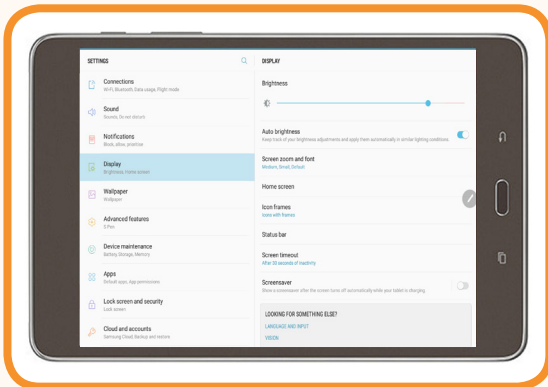 SETTINGS
Connections
Wi-Fi, Bluetooth, Data usage, Flight mode
Sound
Sounds, Do not disturb
Notifications
Block, allow, prioritise
Display
Brightness, Home screen
Wallpaper
Wallpaper
Advanced features
S Pen
Device maintenance
Battery, Storage, Memory
Apps
Default apps, App permissions
Lock screen and security
Lock screen
Cloud and accounts
Samsung Cloud, Backup and restore
DISPLAY
Brightness
Auto brightness
Keep track of your brightness adjustments and apply them automatically in similar lighting conditions.
Screen zoom and font
Medium, Small, Default
Home screen
Icon frames
Icons with frames
Status bar
Screen timeout
After 30 seconds of inactivity
Screensaver
Show a screensaver after the screen turns off automatically while your tablet is charging.
LOOKING FOR SOMETHING ELSE?
LANGUAGE AND INPUT
VISION